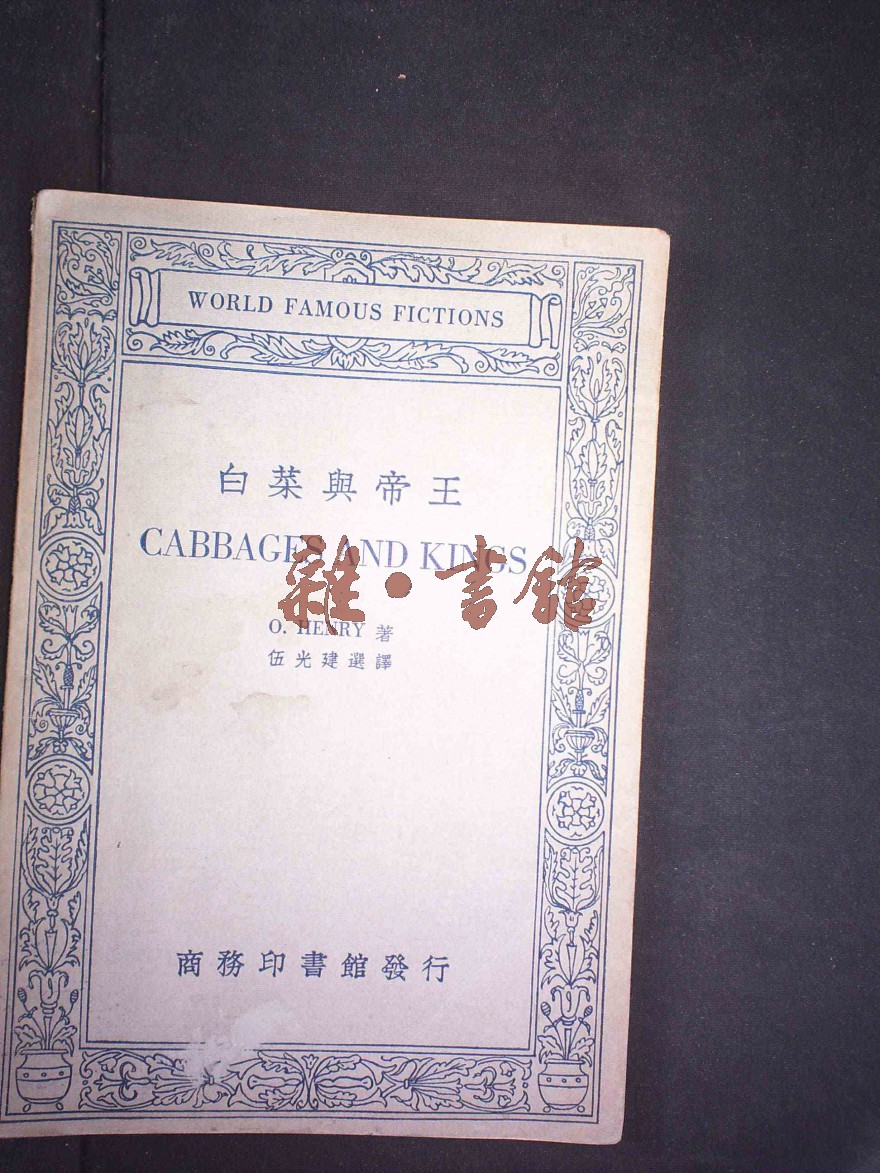 WORLD FAMOUS FICTIONS
白菜與帝王
CABBAGES AND KINGS
雜·書館
O. HENRY 著
伍光建選譯
商務印書館發行